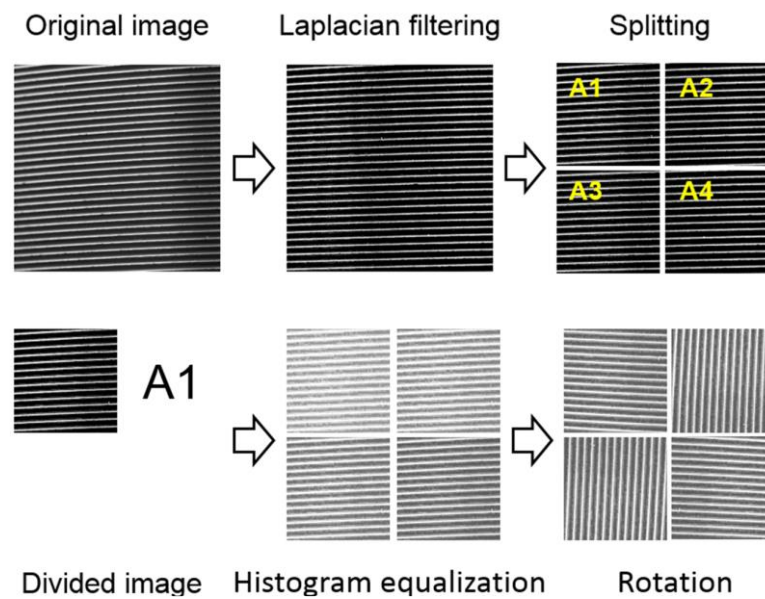 Original image
Laplacian filtering
Splitting
A1
A2
A3
A4
A1
Divided image
Histogram equalization
Rotation